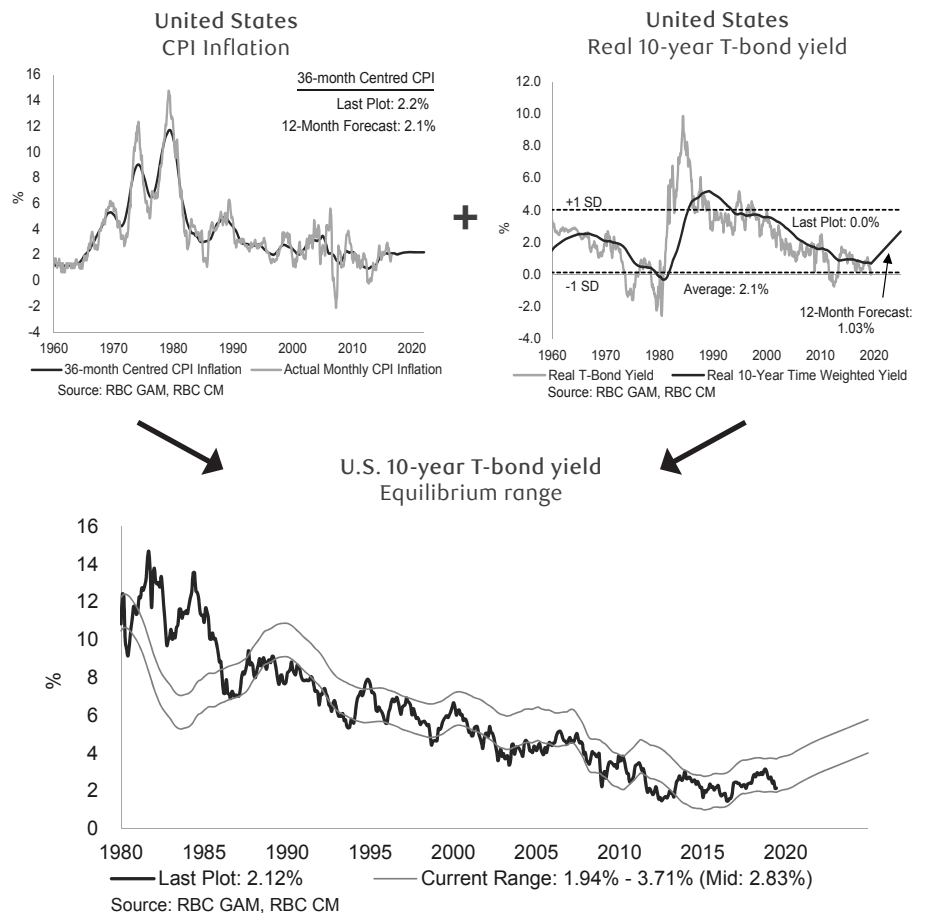 United States
CPI Inflation
36-month Centred CPI
Last Plot: 2.2%
12-Month Forecast: 2.1%
%
16
14
12
10
8
6
4
2
0
-2
-4
1960 1970 1980 1990 2000 2010 2020
36-month Centred CPI Inflation Actual Monthly CPI Inflation
Source: RBC GAM, RBC CM
+
United States
Real 10-year T-bond yield
%
12.0
10.0
8.0
6.0
4.0
2.0
0.0
-2.0
-4.0
+1 SD
Last Plot: 0.0%
-1 SD
Average: 2.1%
12-Month Forecast:
1.03%
1960 1970 1980 1990 2000 2010 2020
Real T-Bond Yield Real 10-Year Time Weighted Yield
Source: RBC GAM, RBC CM
U.S. 10-year T-bond yield
Equilibrium range
%
16
14
12
10
8
6
4
2
0
1980 1985 1990 1995 2000 2005 2010 2015 2020
Last Plot: 2.12% Current Range: 1.94% - 3.71% (Mid: 2.83%)
Source: RBC GAM, RBC CM